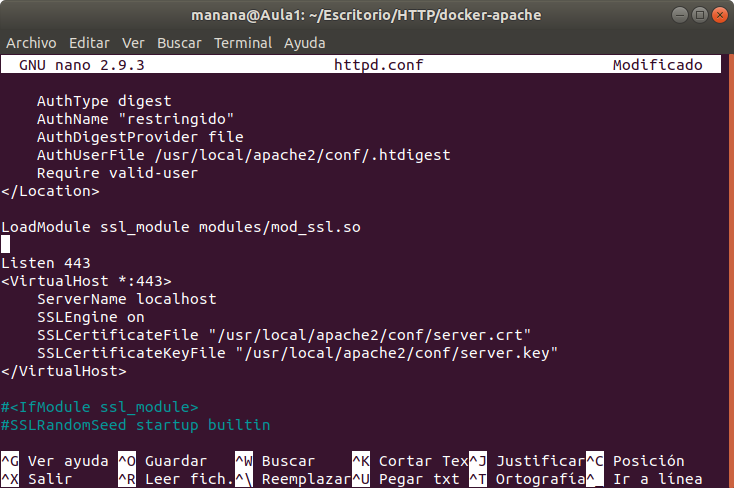 manana@Aula1: ~/Escritorio/HTTP/docker-apache
Archivo Editar Ver Buscar Terminal Ayuda
GNU nano 2.9.3 httpd.conf Modificado
AuthType digest
AuthName "restringido"
AuthDigestProvider file
AuthUserFile /usr/local/apache2/conf/.htdigest
Require valid-user
</Location>
LoadModule ssl_module modules/mod_ssl.so
Listen 443
<VirtualHost *:443>
ServerName localhost
SSLEngine on
SSLCertificateFile "/usr/local/apache2/conf/server.crt"
SSLCertificateKeyFile "/usr/local/apache2/conf/server.key"
</VirtualHost>
#<IfModule ssl_module>
#SSLRandomSeed startup builtin
^G Ver ayuda ^O Guardar ^W Buscar ^K Cortar Tex ^J Justificar ^C Posición
^X Salir ^R Leer fich. ^\ Reemplazar ^U Pegar txt ^T Ortografía ^_ Ir a línea